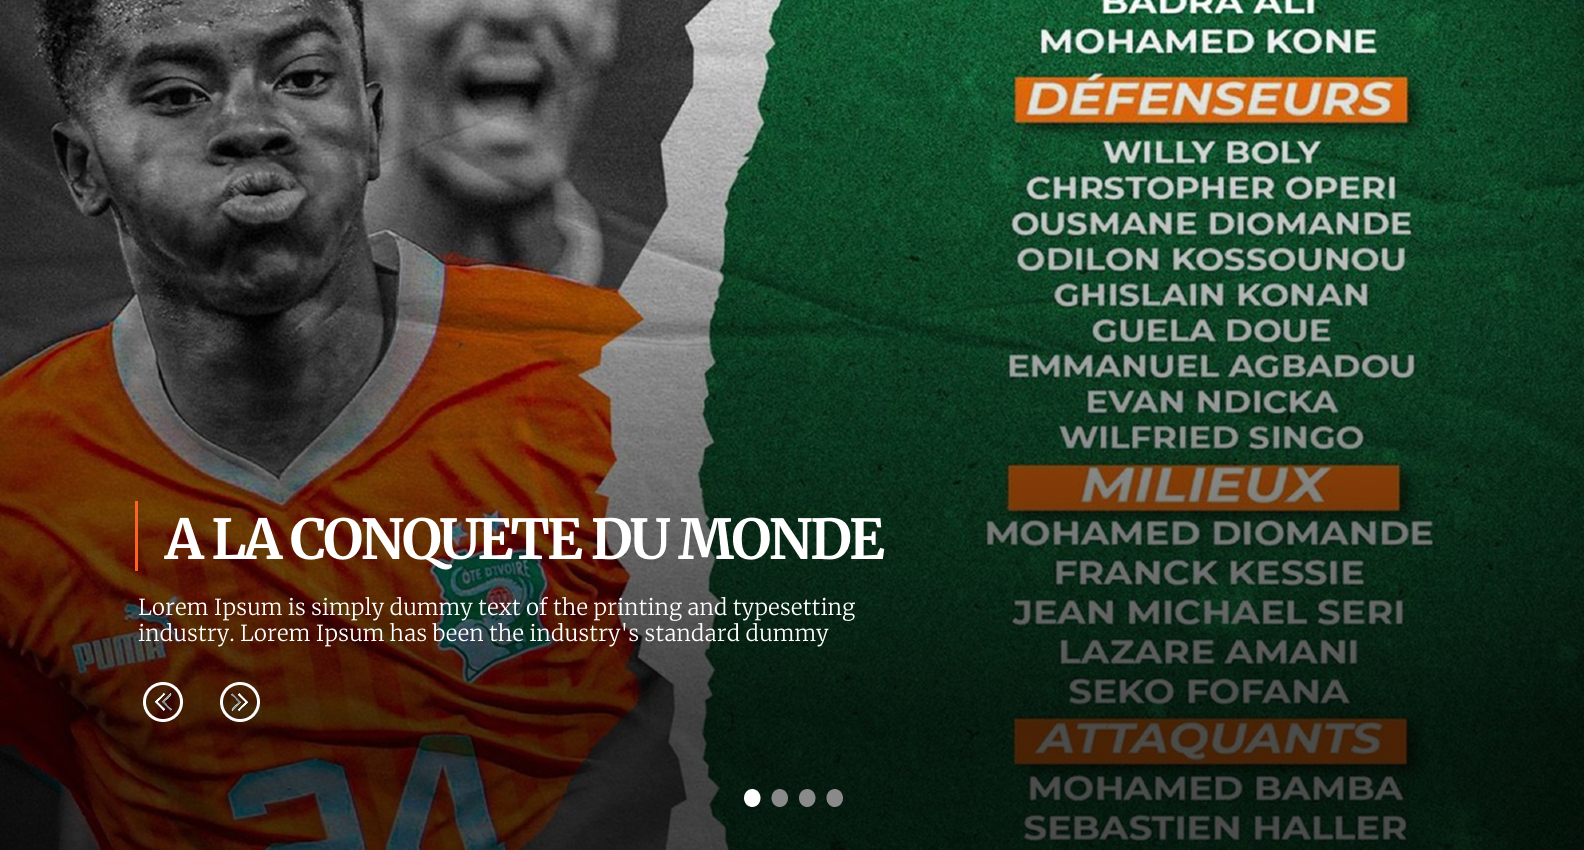 BADRA ALI
MOHAMED KONE
DÉFENSEURS
WILLY BOLY
CHRSTOPHER OPERI
OUSMANE DIOMANDE
ODILON KOSSOUNOU
GHISLAIN KONAN
GUELA DOUE
EMMANUEL AGBADOU
EVAN NDICKA
WILFRIED SINGO
MILIEUX
MOHAMED DIOMANDE
FRANCK KESSIE
JEAN MICHAEL SERI
LAZARE AMANI
SEKO FOFANA
ATTAQUANTS
MOHAMED BAMBA
SEBASTIEN HALLER
A LA CONQUETE DU MONDE
Lorem Ipsum is simply dummy text of the printing and typesetting
industry. Lorem Ipsum has been the industry's standard dummy
PUMA
CÔTE D'IVOIRE
24